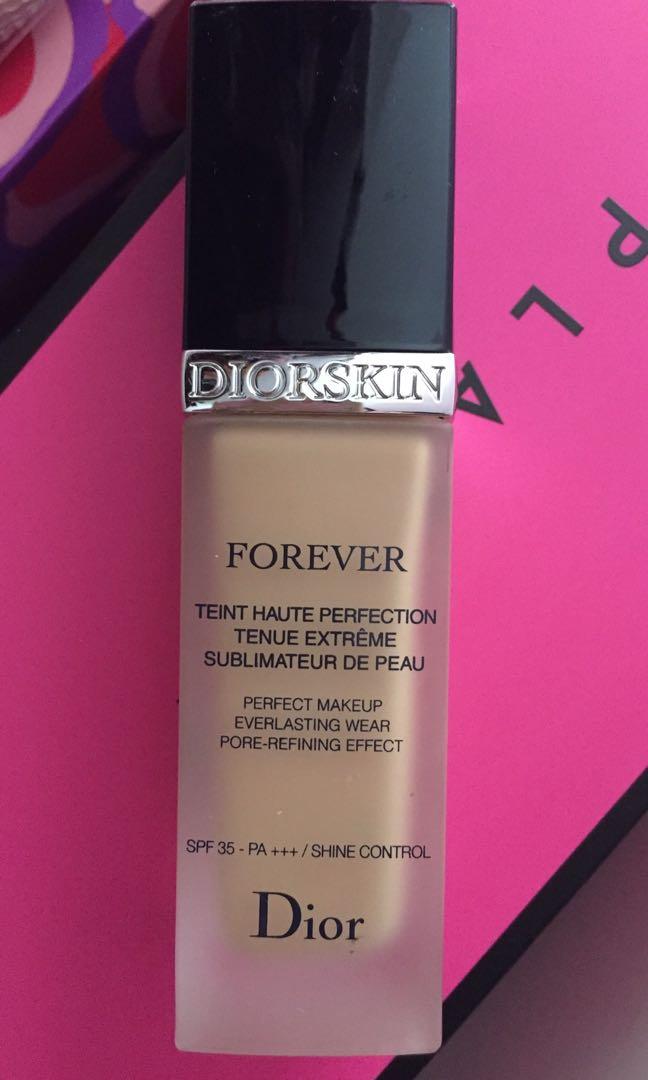 DIORSKIN
FOREVER
TEINT HAUTE PERFECTION
TENUE EXTRÊME
SUBLIMATEUR DE PEAU
PERFECT MAKEUP
EVERLASTING WEAR
PORE-REFINING EFFECT
SPF 35 - PA +++ / SHINE CONTROL
Dior
P L A